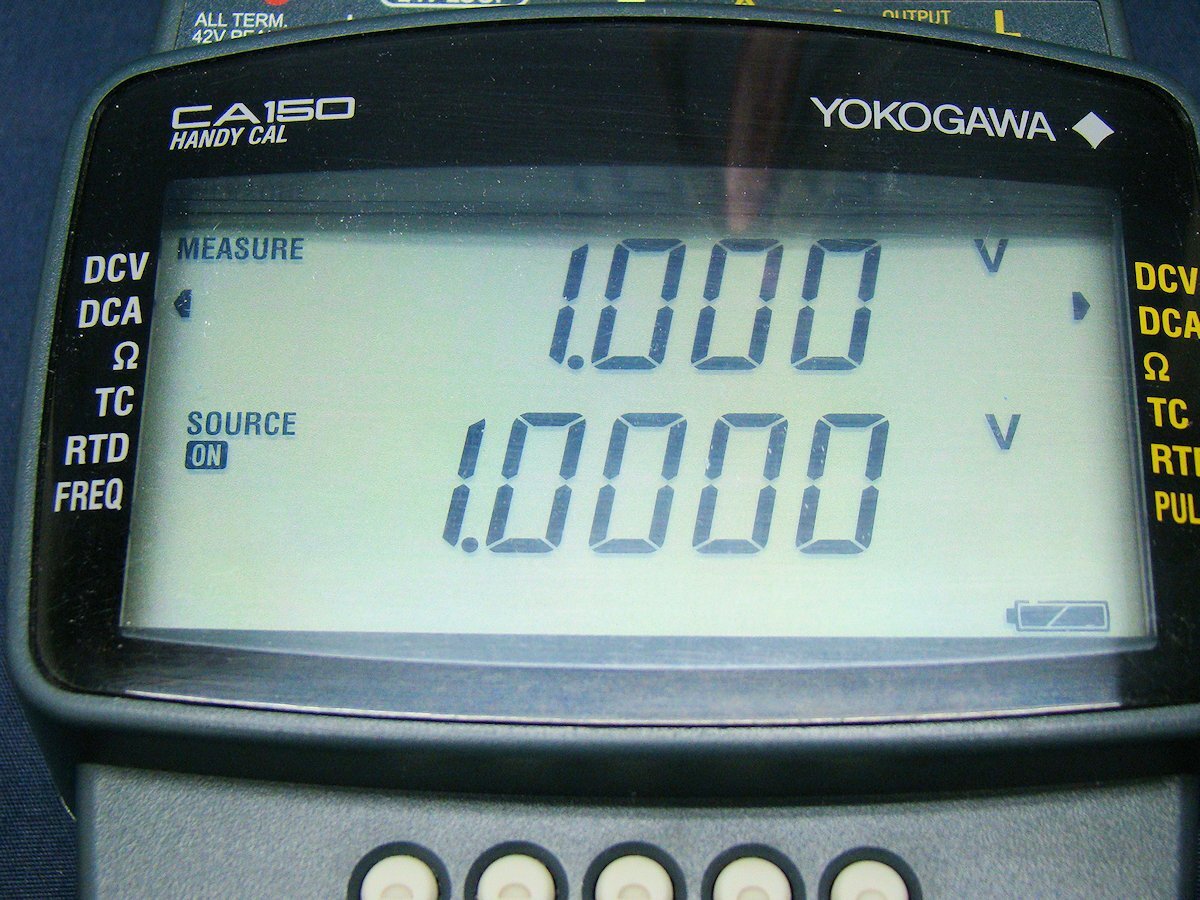 ALL TERM.
OUTPUT
L
CA150
HANDY CAL
YOKOGAWA
MEASURE
1.000 V
SOURCE
ON
1.0000 V
DCV
DCA
Ω
TC
RTD
FREQ
DCV
DCA
Ω
TC